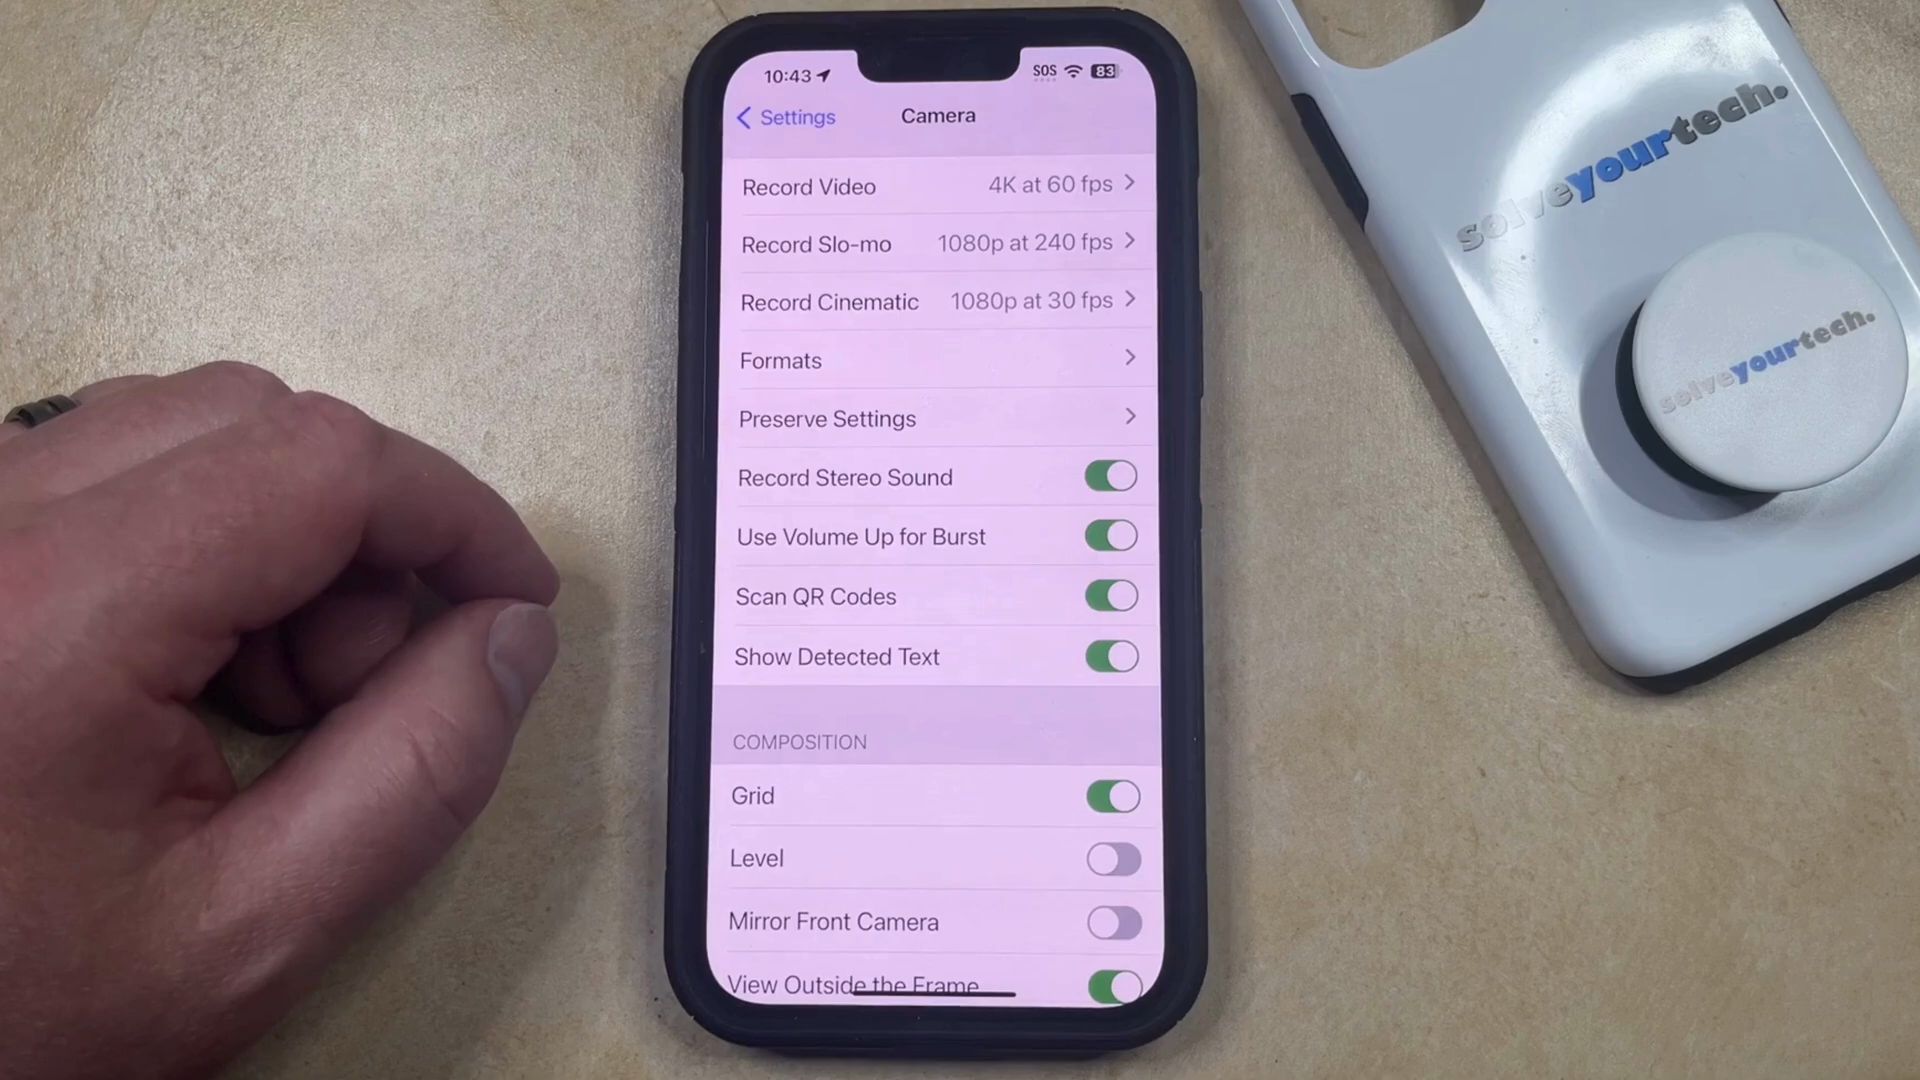 10:43 SOS 83
Settings Camera
Record Video 4K at 60 fps
Record Slo-mo 1080p at 240 fps
Record Cinematic 1080p at 30 fps
Formats
Preserve Settings
Record Stereo Sound
Use Volume Up for Burst
Scan QR Codes
Show Detected Text
COMPOSITION
Grid
Level
Mirror Front Camera
View Outside the Frame
solveyourtech.
solveyourtech.